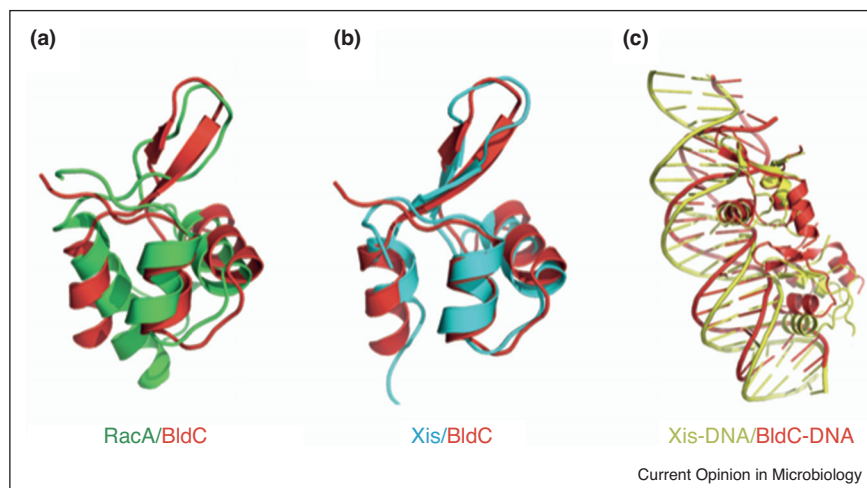 (a)
(b)
(c)
RacA/BldC
Xis/BldC
Xis-DNA/BldC-DNA
Current Opinion in Microbiology